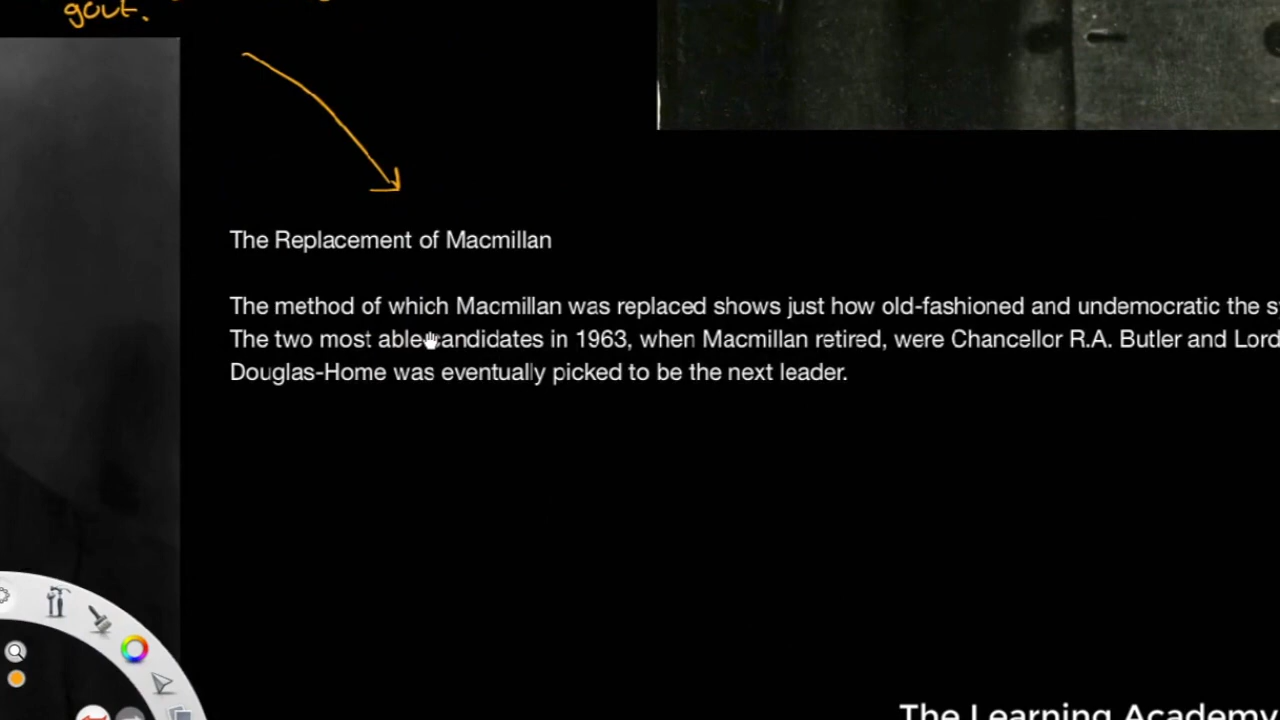 gout.
The Replacement of Macmillan
The method of which Macmillan was replaced shows just how old-fashioned and undemocratic the s
The two most able candidates in 1963, when Macmillan retired, were Chancellor R.A. Butler and Lord
Douglas-Home was eventually picked to be the next leader.
The Learning Academy